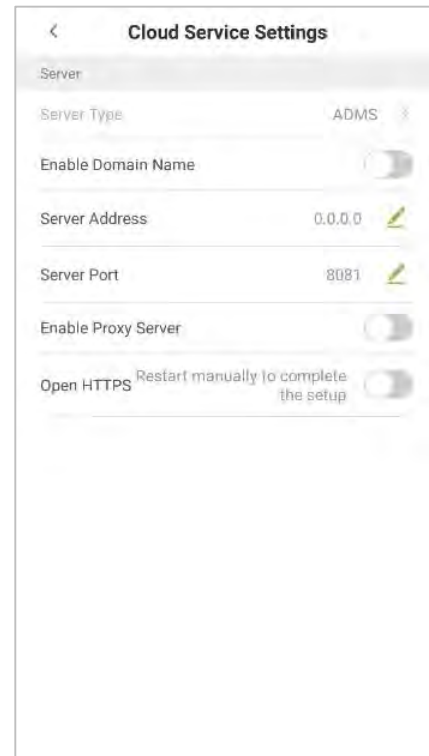 Cloud Service Settings
Server
Server Type ADMS
Enable Domain Name
Server Address 0.0.0.0
Server Port 8081
Enable Proxy Server
Open HTTPS Restart manually to complete
the setup